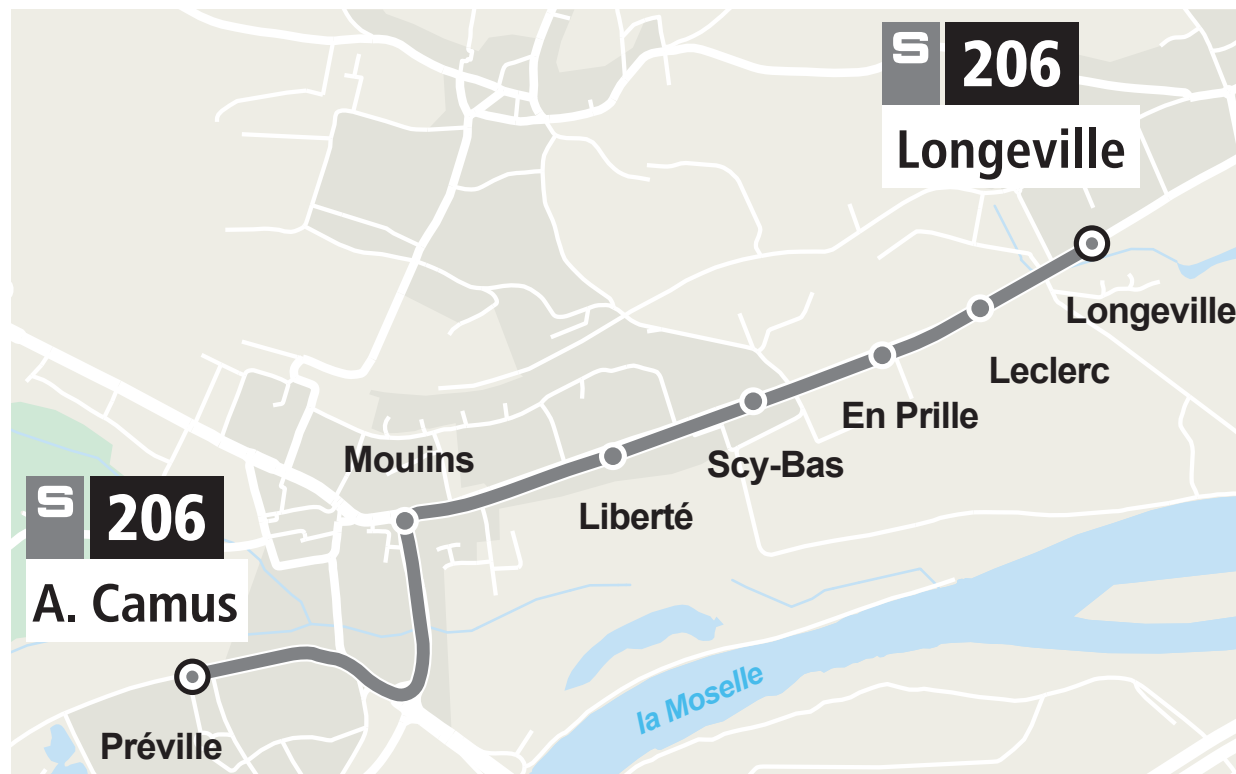 S 206
Longeville
Longeville
Leclerc
En Prille
Scy-Bas
Liberté
Moulins
S 206
A. Camus
Préville
la Moselle